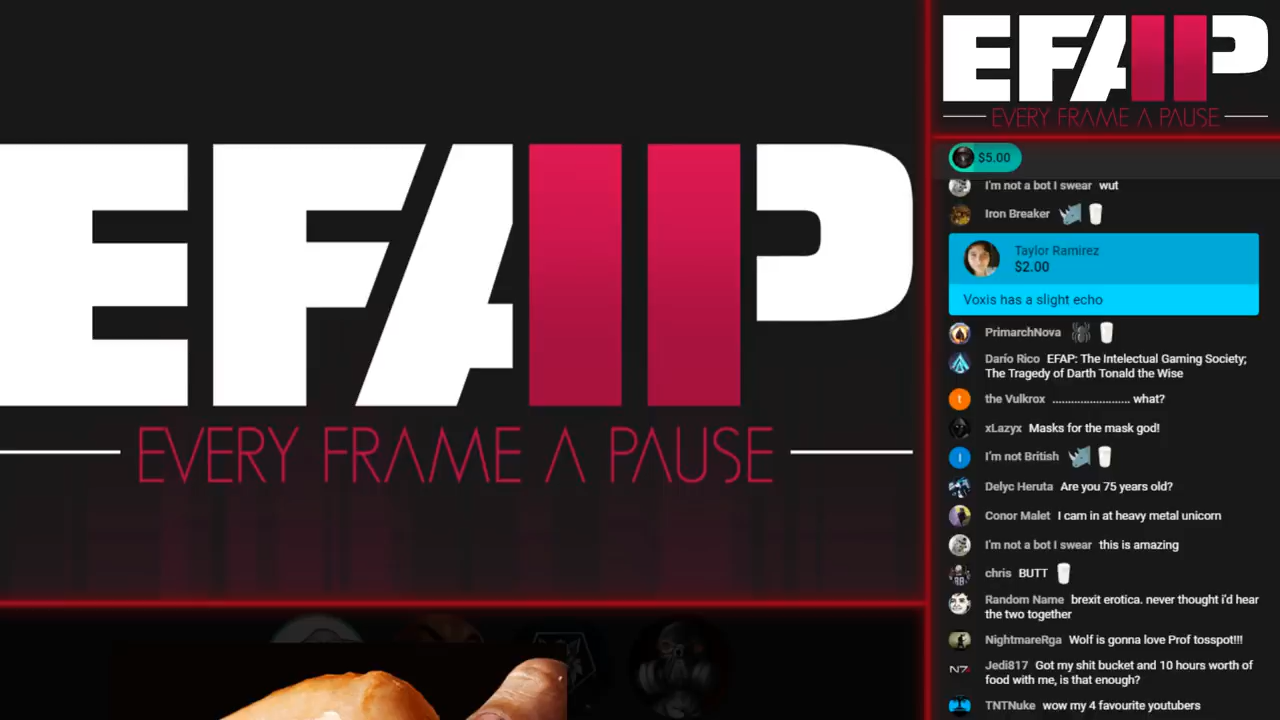 EFAP
EVERY FRAME A PAUSE
EFAP
EVERY FRAME A PAUSE
$5.00
I'm not a bot I swear wut
Iron Breaker
Taylor Ramirez
$2.00
Voxis has a slight echo
PrimarchNova
Darío Rico EFAP: The Intelectual Gaming Society;
The Tragedy of Darth Tonald the Wise
t
the Vulkrox ......................... what?
xLazyx Masks for the mask god!
I
I'm not British
Delyc Heruta Are you 75 years old?
Conor Malet I cam in at heavy metal unicorn
I'm not a bot I swear this is amazing
chris BUTT
Random Name brexit erotica. never thought i'd hear
the two together
NightmareRga Wolf is gonna love Prof tosspot!!!
N7
Jedi817 Got my shit bucket and 10 hours worth of
food with me, is that enough?
TNTNuke wow my 4 favourite youtubers